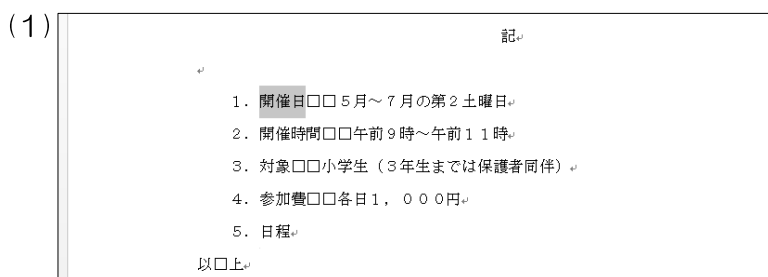 (1)
記↵
↵
１．開催日□□５月～７月の第２土曜日↵
２．開催時間□□午前９時～午前１１時↵
３．対象□□小学生（３年生までは保護者同伴）↵
４．参加費□□各日１，０００円↵
５．日程↵
以□上↵